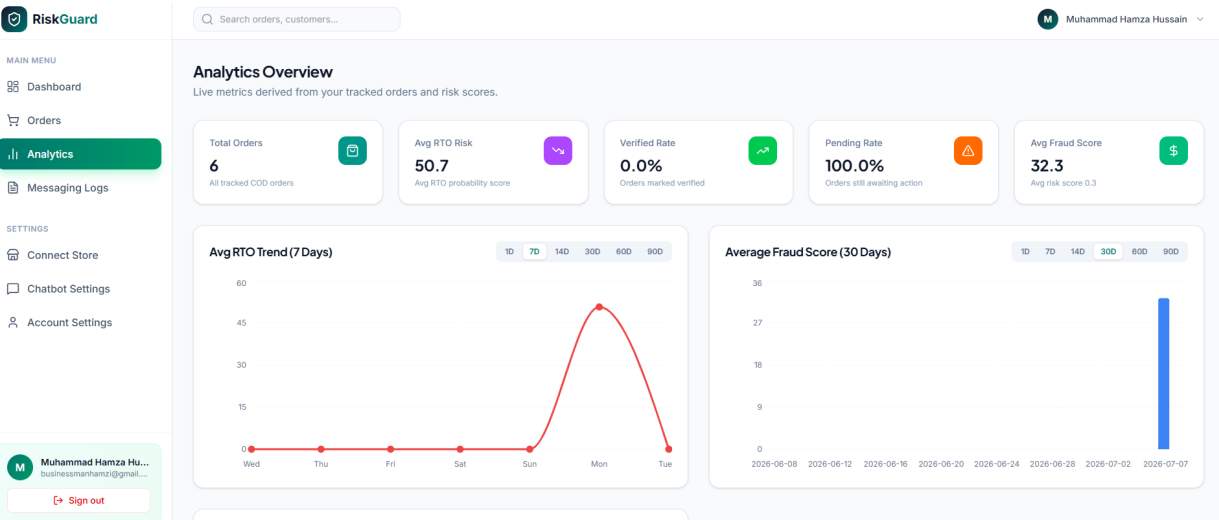 RiskGuard
Search orders, customers...
M
Muhammad Hamza Hussain
MAIN MENU
Dashboard
Orders
Analytics
Messaging Logs
SETTINGS
Connect Store
Chatbot Settings
Account Settings
M
Muhammad Hamza Hu...
businessmanhamzi@gmail....
Sign out
Analytics Overview
Live metrics derived from your tracked orders and risk scores.
Total Orders
6
All tracked COD orders
Avg RTO Risk
50.7
Avg RTO probability score
Verified Rate
0.0%
Orders marked verified
Pending Rate
100.0%
Orders still awaiting action
Avg Fraud Score
32.3
Avg risk score 0.3
Avg RTO Trend (7 Days)
1D 7D 14D 30D 60D 90D
60
45
30
15
0
Wed Thu Fri Sat Sun Mon Tue
Average Fraud Score (30 Days)
1D 7D 14D 30D 60D 90D
36
27
18
9
0
2026-06-08 2026-06-12 2026-06-16 2026-06-20 2026-06-24 2026-06-28 2026-07-02 2026-07-07